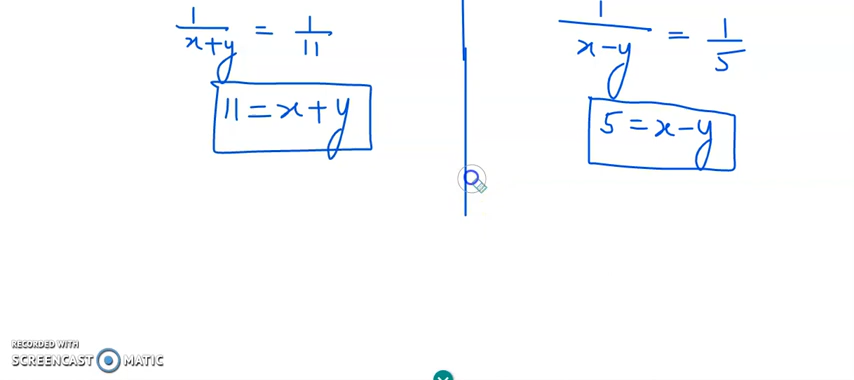 1/(x+y) = 1/11
11 = x + y
1/(x-y) = 1/5
5 = x - y
RECORDED WITH
SCREENCAST MATIC